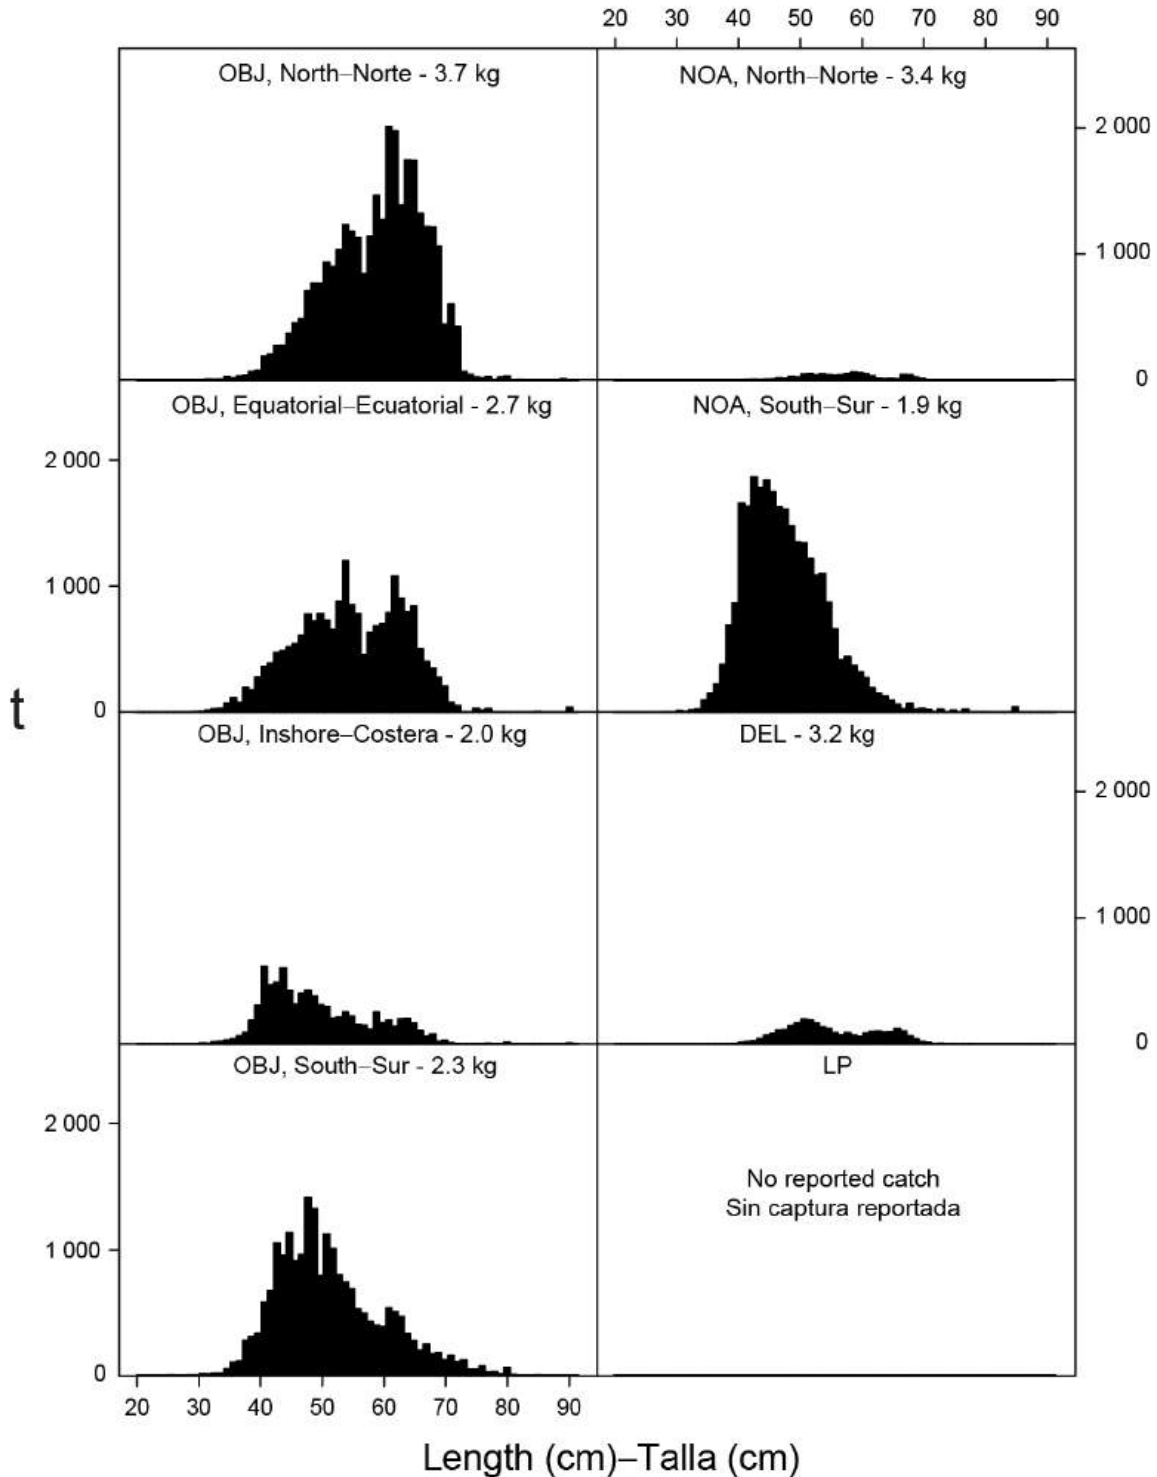 20 30 40 50 60 70 80 90
OBJ, North–Norte - 3.7 kg
NOA, North–Norte - 3.4 kg
2 000
1 000
0
OBJ, Equatorial–Ecuatorial - 2.7 kg
NOA, South–Sur - 1.9 kg
2 000
1 000
0
t
OBJ, Inshore–Costera - 2.0 kg
DEL - 3.2 kg
2 000
1 000
0
OBJ, South–Sur - 2.3 kg
LP
2 000
1 000
0
No reported catch
Sin captura reportada
20 30 40 50 60 70 80 90
Length (cm)–Talla (cm)